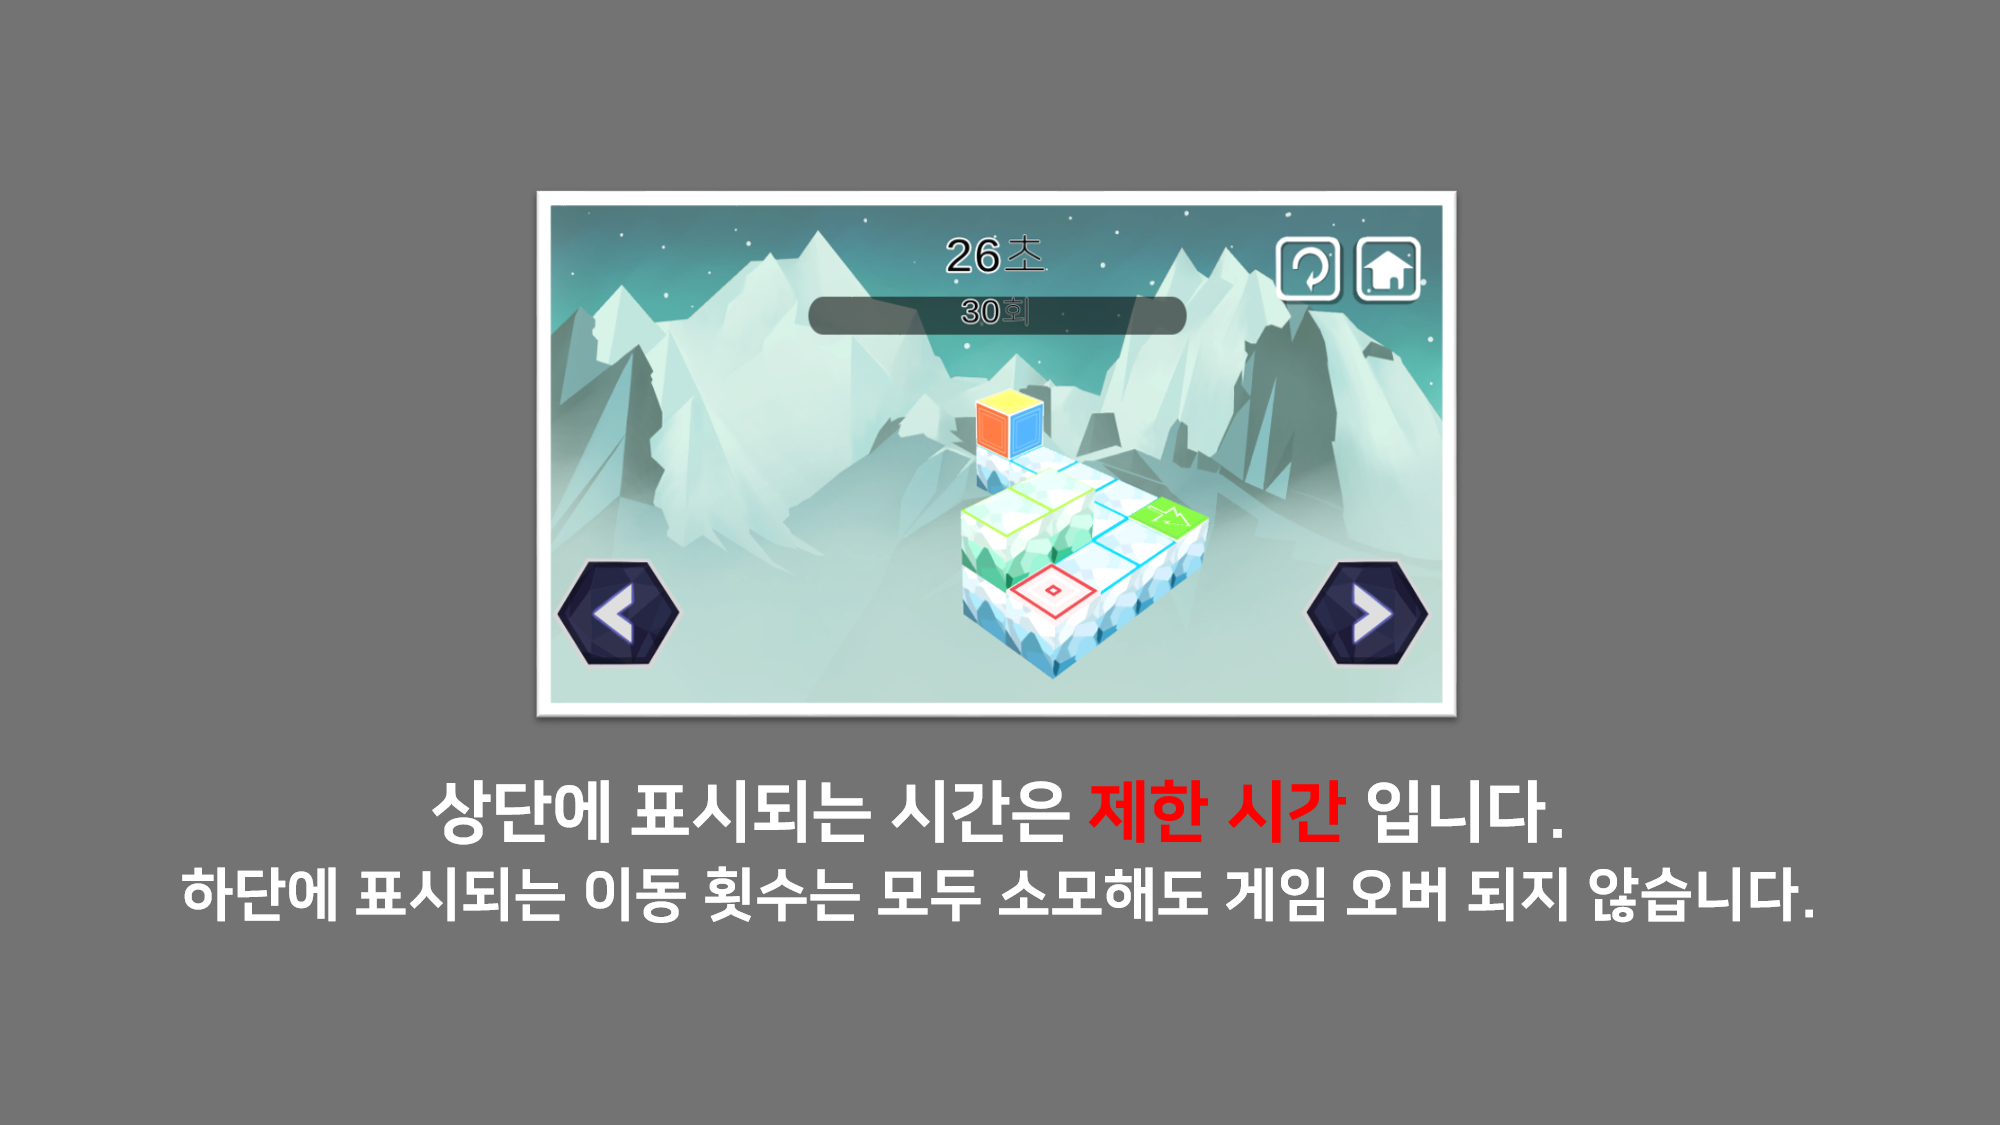 26초
30회
상단에 표시되는 시간은 제한 시간 입니다.
하단에 표시되는 이동 횟수는 모두 소모해도 게임 오버 되지 않습니다.